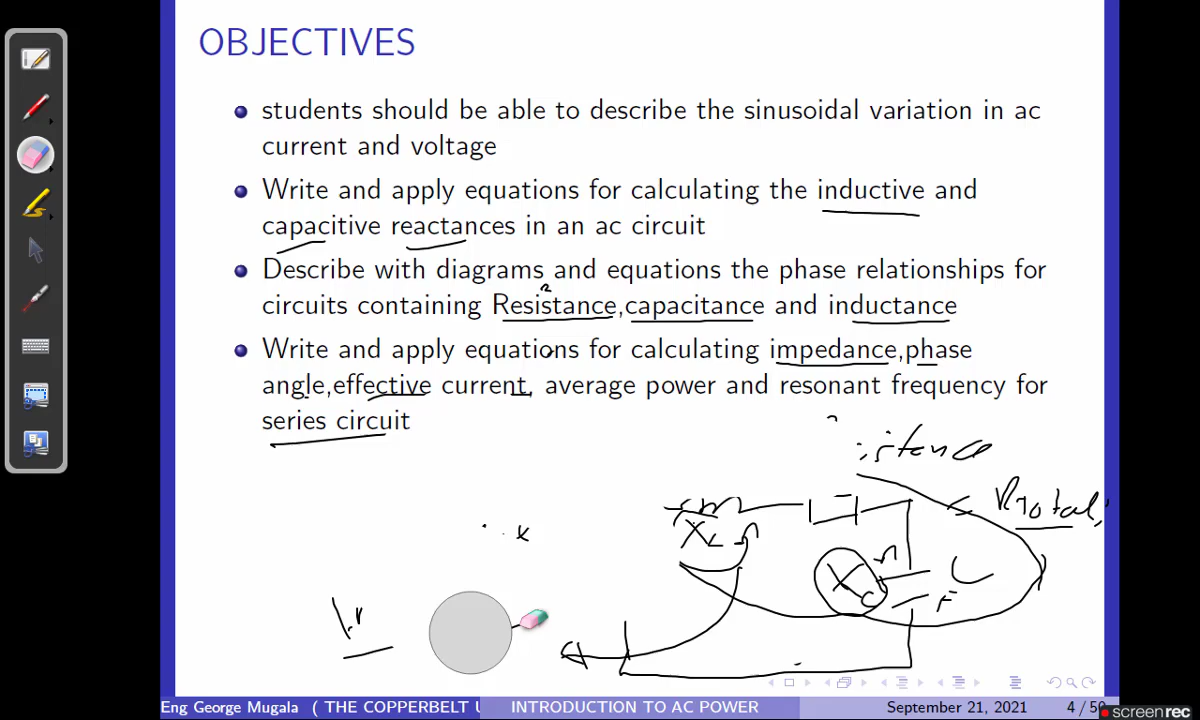 OBJECTIVES
students should be able to describe the sinusoidal variation in ac
current and voltage
Write and apply equations for calculating the inductive and
capacitive reactances in an ac circuit
Describe with diagrams and equations the phase relationships for
circuits containing Resistance,capacitance and inductance
Write and apply equations for calculating impedance,phase
angle,effective current, average power and resonant frequency for
series circuit
istance
Rtotal,
XL
Xc
F
Eng George Mugala ( THE COPPERBELT U
INTRODUCTION TO AC POWER
September 21, 2021
4 / 50
screenrec